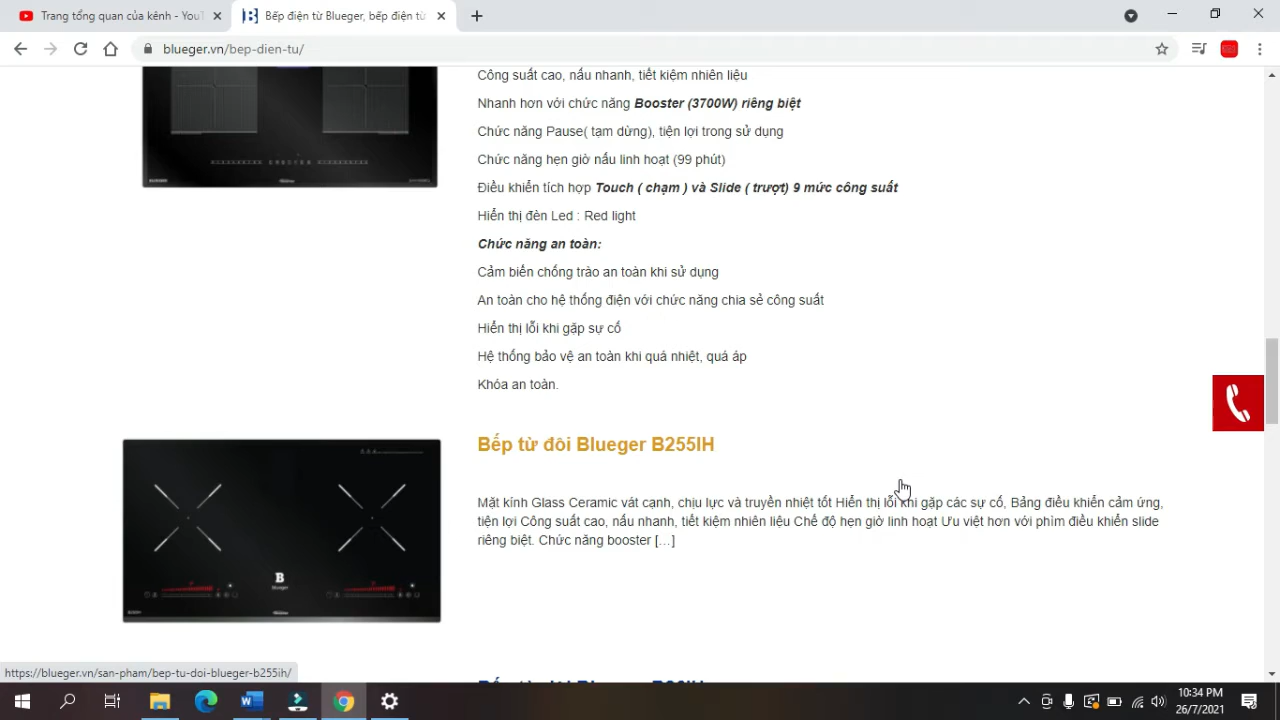 Trang tổng quan của kênh - YouT
Bếp điện từ Blueger, bếp điện từ
blueger.vn/bep-dien-tu/
Công suất cao, nấu nhanh, tiết kiệm nhiên liệu
Nhanh hơn với chức năng Booster (3700W) riêng biệt
Chức năng Pause( tạm dừng), tiện lợi trong sử dụng
Chức năng hẹn giờ nấu linh hoạt (99 phút)
Điều khiển tích hợp Touch ( chạm ) và Slide ( trượt) 9 mức công suất
Hiển thị đèn Led : Red light
Chức năng an toàn:
Cảm biến chống trào an toàn khi sử dụng
An toàn cho hệ thống điện với chức năng chia sẻ công suất
Hiển thị lỗi khi gặp sự cố
Hệ thống bảo vệ an toàn khi quá nhiệt, quá áp
Khóa an toàn.
Bếp từ đôi Blueger B255IH
Mặt kính Glass Ceramic vát cạnh, chịu lực và truyền nhiệt tốt Hiển thị lỗi khi gặp các sự cố, Bảng điều khiển cảm ứng,
tiện lợi Công suất cao, nấu nhanh, tiết kiệm nhiên liệu Chế độ hẹn giờ linh hoạt Ưu việt hơn với phím điều khiển slide
riêng biệt. Chức năng booster […]
B
Blueger
https://blueger.vn/san-pham/bep-tu-doi-blueger-b255ih/
10:34 PM
26/7/2021